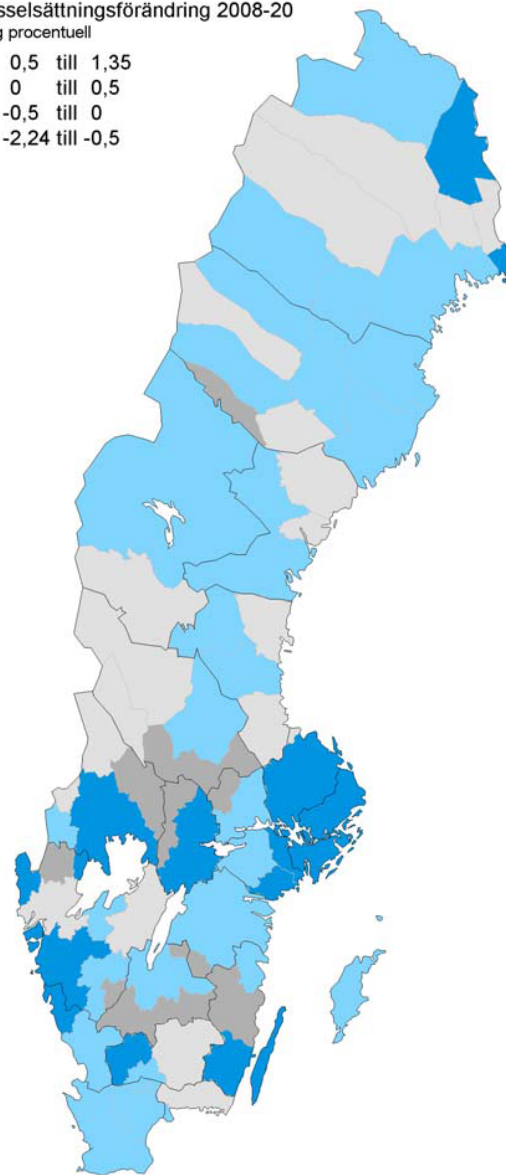 sselsättningsförändring 2008-20
g procentuell
0,5 till 1,35
0 till 0,5
-0,5 till 0
-2,24 till -0,5